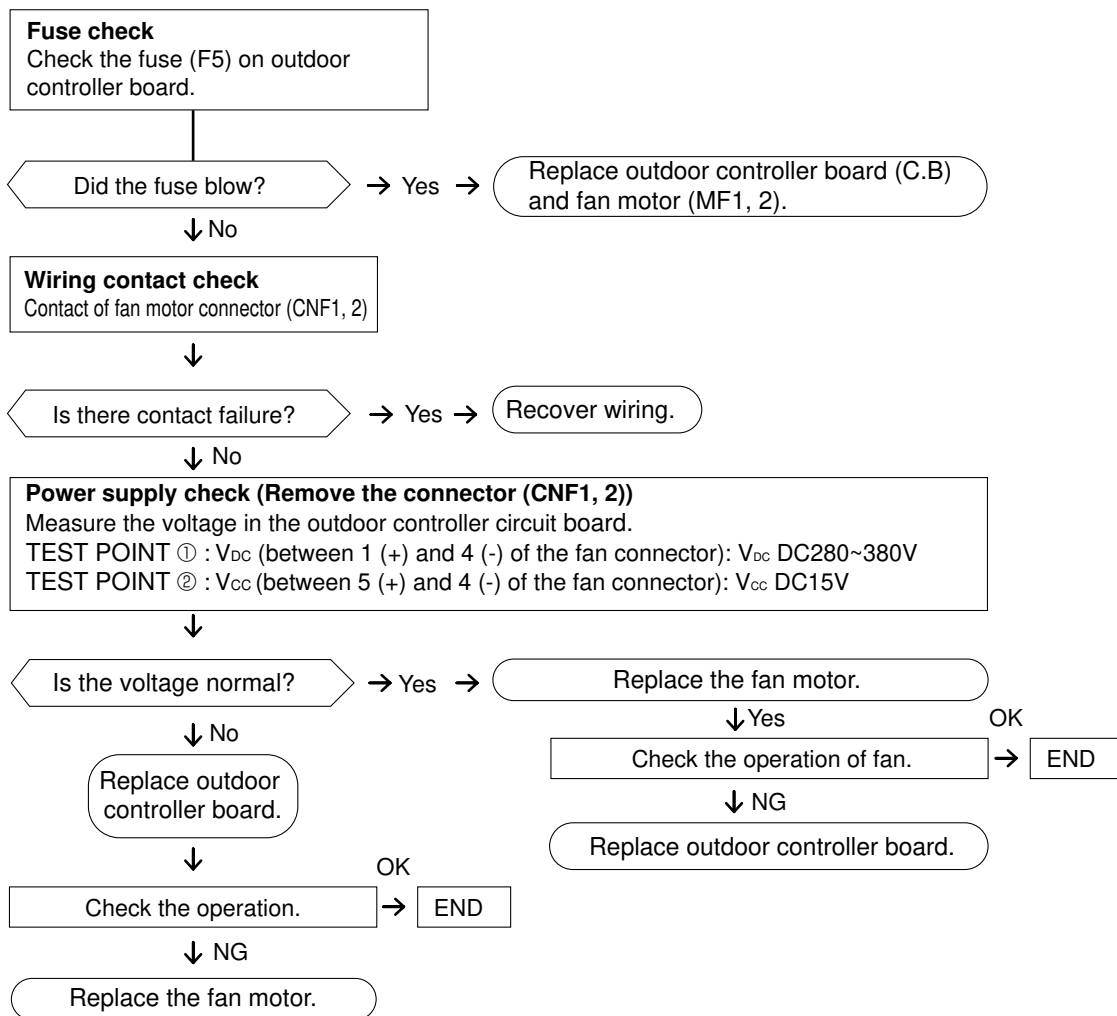 Fuse check
Check the fuse (F5) on outdoor
controller board.
Did the fuse blow?
Yes
Replace outdoor controller board (C.B)
and fan motor (MF1, 2).
No
Wiring contact check
Contact of fan motor connector (CNF1, 2)
Is there contact failure?
Yes
Recover wiring.
No
Power supply check (Remove the connector (CNF1, 2))
Measure the voltage in the outdoor controller circuit board.
TEST POINT ① : VDC (between 1 (+) and 4 (-) of the fan connector): VDC DC280~380V
TEST POINT ② : VCC (between 5 (+) and 4 (-) of the fan connector): VCC DC15V
Is the voltage normal?
Yes
Replace the fan motor.
Yes
OK
Check the operation of fan.
END
NG
Replace outdoor controller board.
No
Replace outdoor
controller board.
OK
Check the operation.
END
NG
Replace the fan motor.